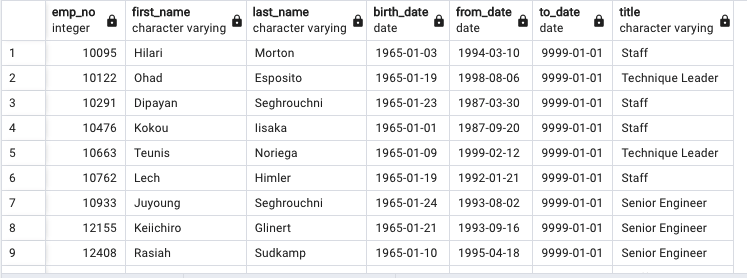 emp_no first_name last_name birth_date from_date to_date title
integer character varying character varying date date date character varying
1 10095 Hilari Morton 1965-01-03 1994-03-10 9999-01-01 Staff
2 10122 Ohad Esposito 1965-01-19 1998-08-06 9999-01-01 Technique Leader
3 10291 Dipayan Seghrouchni 1965-01-23 1987-03-30 9999-01-01 Staff
4 10476 Kokou Iisaka 1965-01-01 1987-09-20 9999-01-01 Staff
5 10663 Teunis Noriega 1965-01-09 1999-02-12 9999-01-01 Technique Leader
6 10762 Lech Himler 1965-01-19 1992-01-21 9999-01-01 Staff
7 10933 Juyoung Seghrouchni 1965-01-24 1993-08-02 9999-01-01 Senior Engineer
8 12155 Keiichiro Glinert 1965-01-21 1993-09-16 9999-01-01 Senior Engineer
9 12408 Rasiah Sudkamp 1965-01-10 1995-04-18 9999-01-01 Senior Engineer